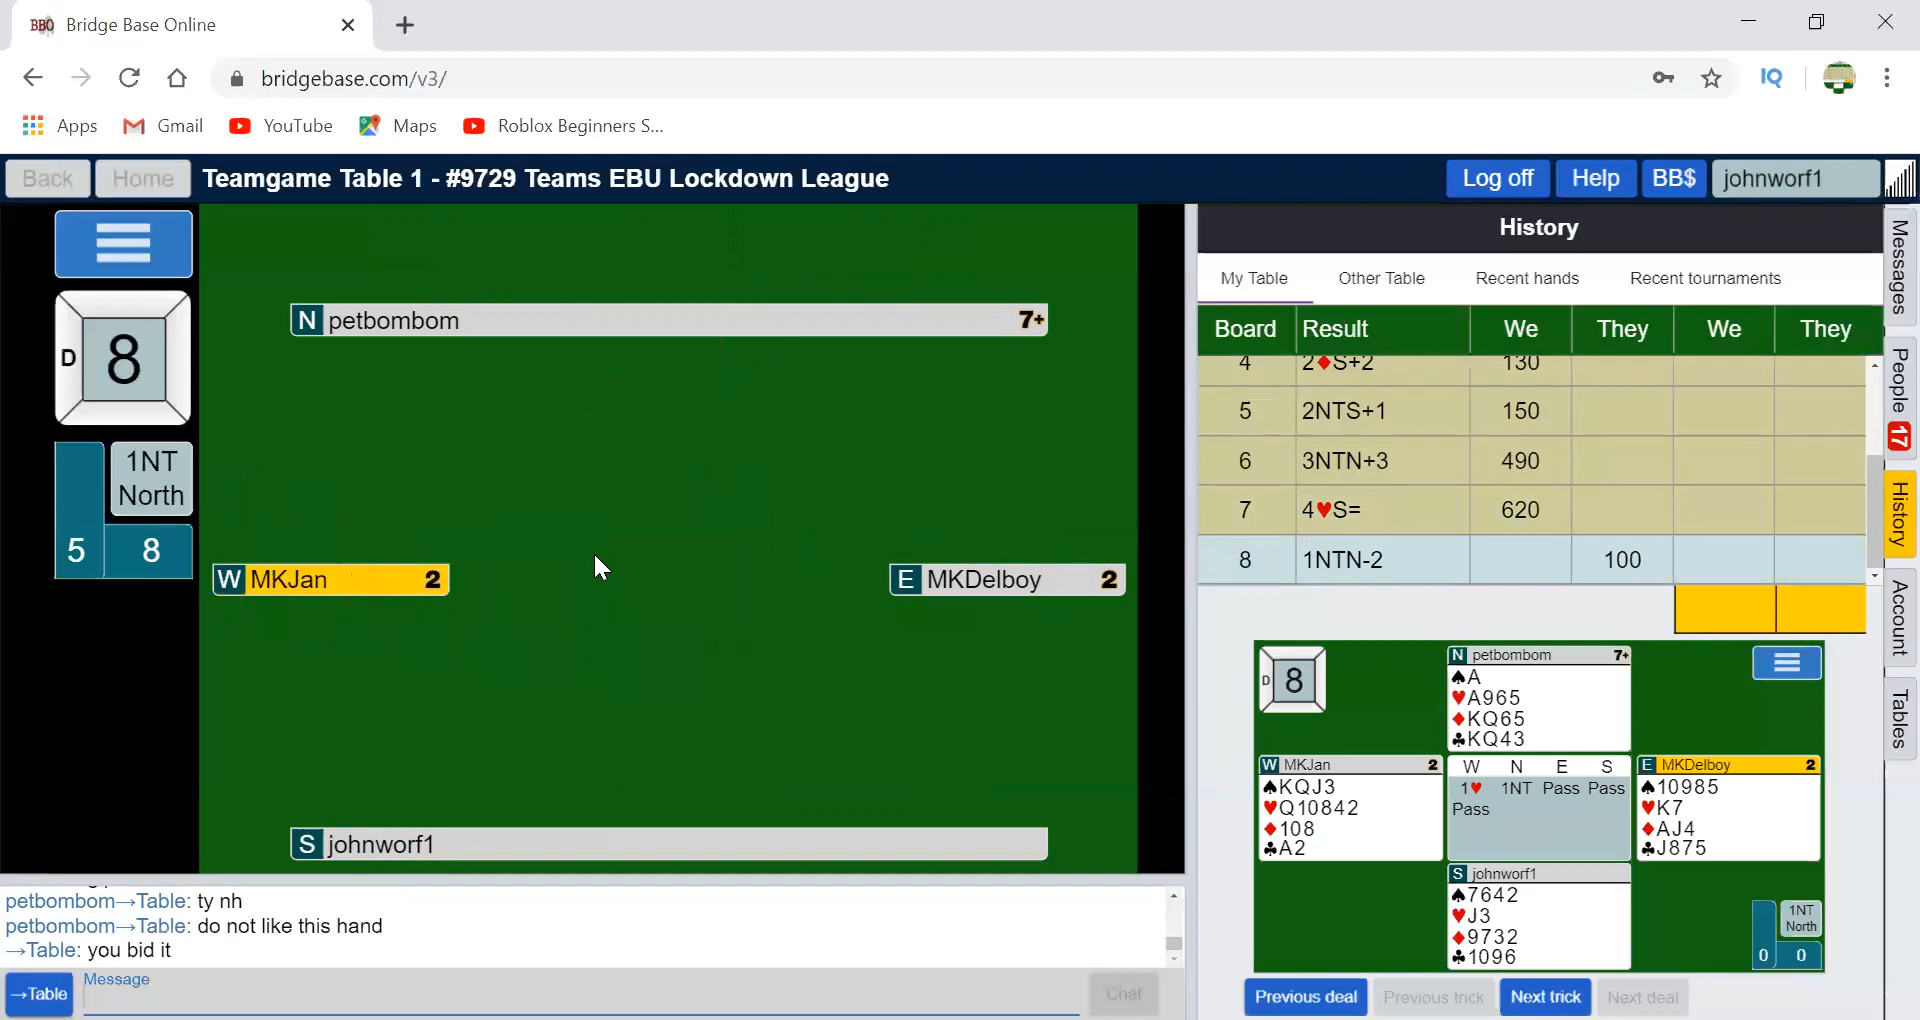 BBO Bridge Base Online
bridgebase.com/v3/
IQ
Apps Gmail YouTube Maps Roblox Beginners S...
Back Home Teamgame Table 1 - #9729 Teams EBU Lockdown League Log off Help BB$ johnworf1
D 8
1NT
North
5 8
N petbombom 7+
W MKJan 2
E MKDelboy 2
S johnworf1
petbombom→Table: ty nh
petbombom→Table: do not like this hand
→Table: you bid it
→Table Message Chat
History
My Table Other Table Recent hands Recent tournaments
Board Result We They We They
4 2♦S+2 130
5 2NTS+1 150
6 3NTN+3 490
7 4♥S= 620
8 1NTN-2 100
D 8
N petbombom 7+
♠A
♥A965
♦KQ65
♣KQ43
W MKJan 2
♠KQJ3
♥Q10842
♦108
♣A2
W N E S
1♥ 1NT Pass Pass
Pass
E MKDelboy 2
♠10985
♥K7
♦AJ4
♣J875
S johnworf1
♠7642
♥J3
♦9732
♣1096
1NT
North
0 0
Previous deal Previous trick Next trick Next deal
Messages
People 17
History
Account
Tables